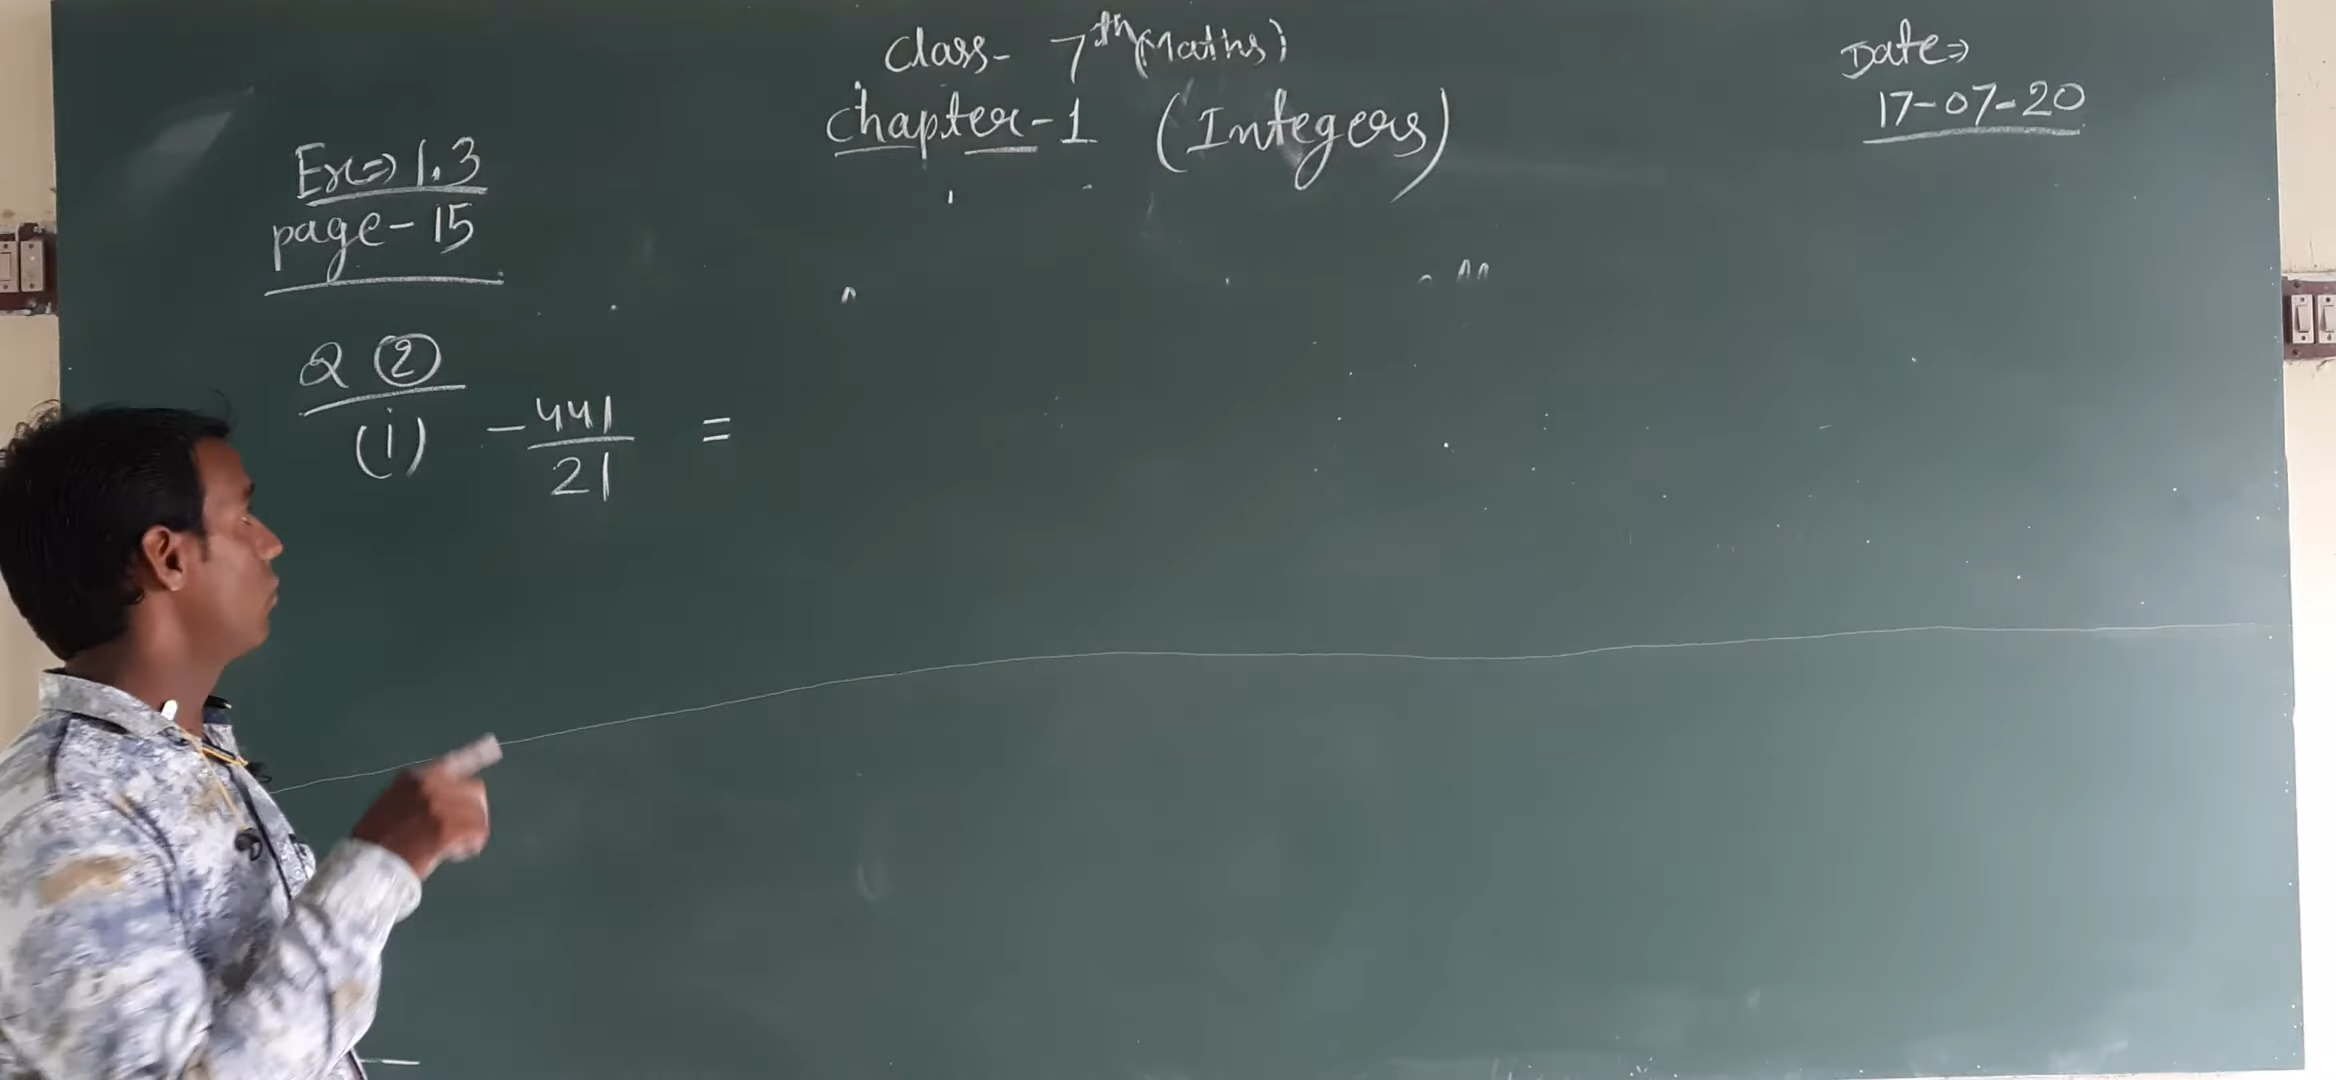 Class- 7th (Maths)
Chapter-1 (Integers)
Date⇒
17-07-20
Ex⇒ 1.3
page-15
Q ②
(i) -441/21 =